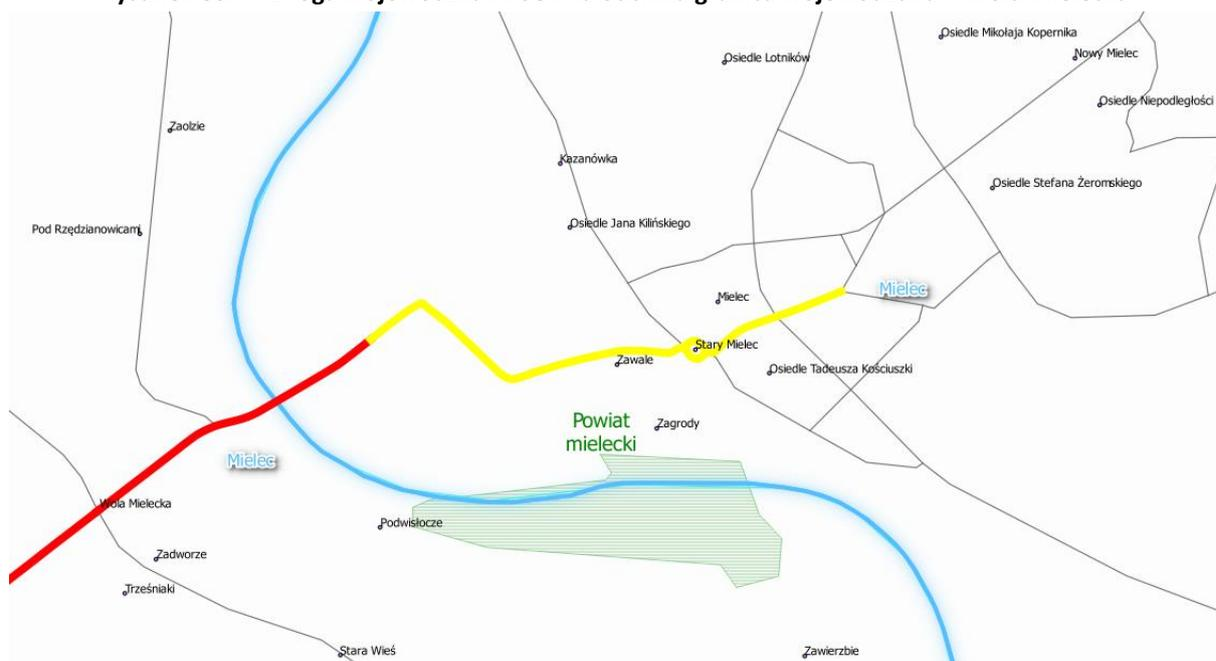 Osiedle Mikołaja Kopernika
Osiedle Lotników
Nowy Mielec
Osiedle Niepodległości
Zaolzie
Kazanówka
Osiedle Stefana Żeromskiego
Pod Rzędzianowicami
Osiedle Jana Kilińskiego
Mielec
Mielec
Stary Mielec
Zawale
Osiedle Tadeusza Kościuszki
Powiat
mielecki
Zagrody
Mielec
Wola Mielecka
Podwisłocze
Zadworze
Trześniaki
Stara Wieś
Zawierzbie